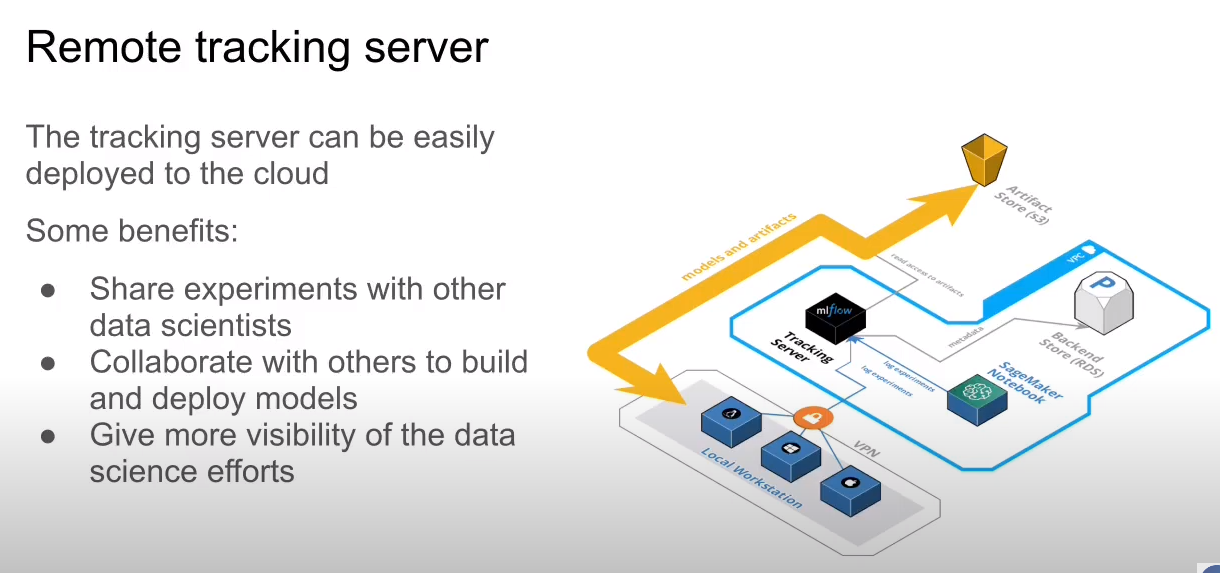 Remote tracking server
The tracking server can be easily
deployed to the cloud
Some benefits:
● Share experiments with other
data scientists
● Collaborate with others to build
and deploy models
● Give more visibility of the data
science efforts
Artifact
Store (s3)
models and artifacts
read access to artifacts
VPC
mlflow
P
Tracking
Server
metadata
Backend
Store (RDS)
log experiments
log experiments
SageMaker
Notebook
VPN
Local Workstation